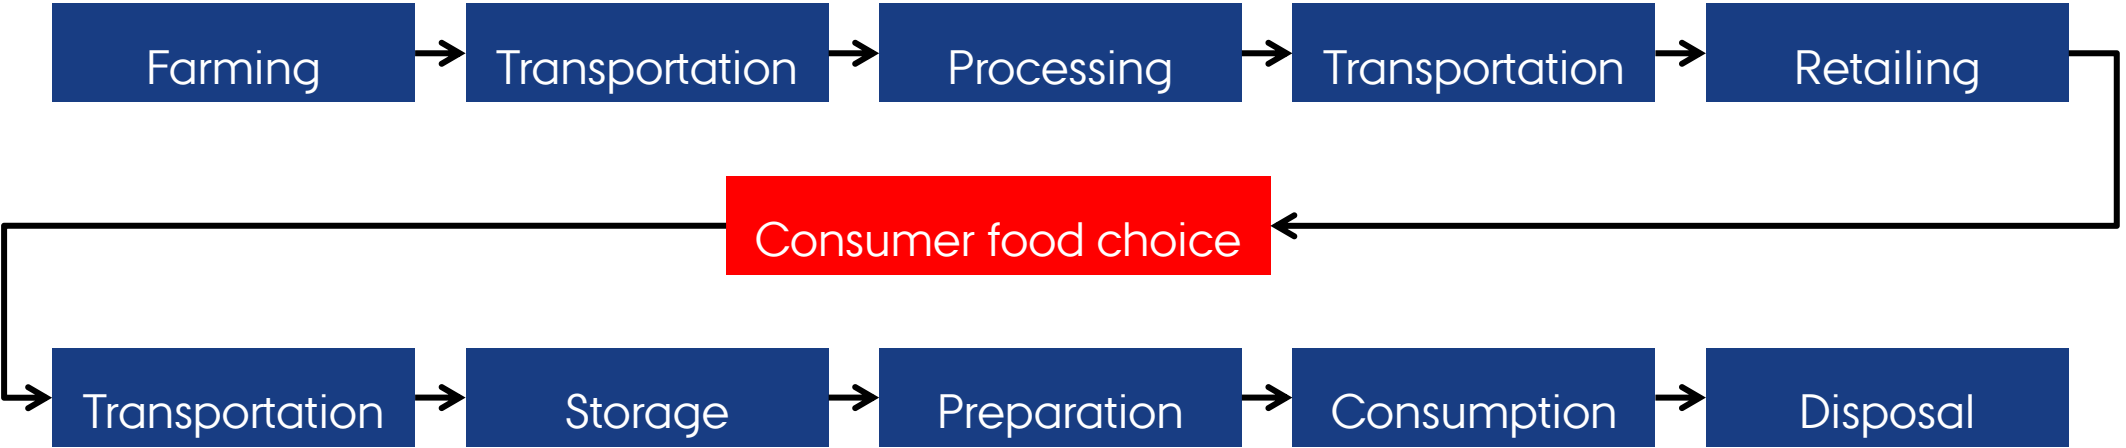 Farming
Transportation
Processing
Transportation
Retailing
Consumer food choice
Transportation
Storage
Preparation
Consumption
Disposal